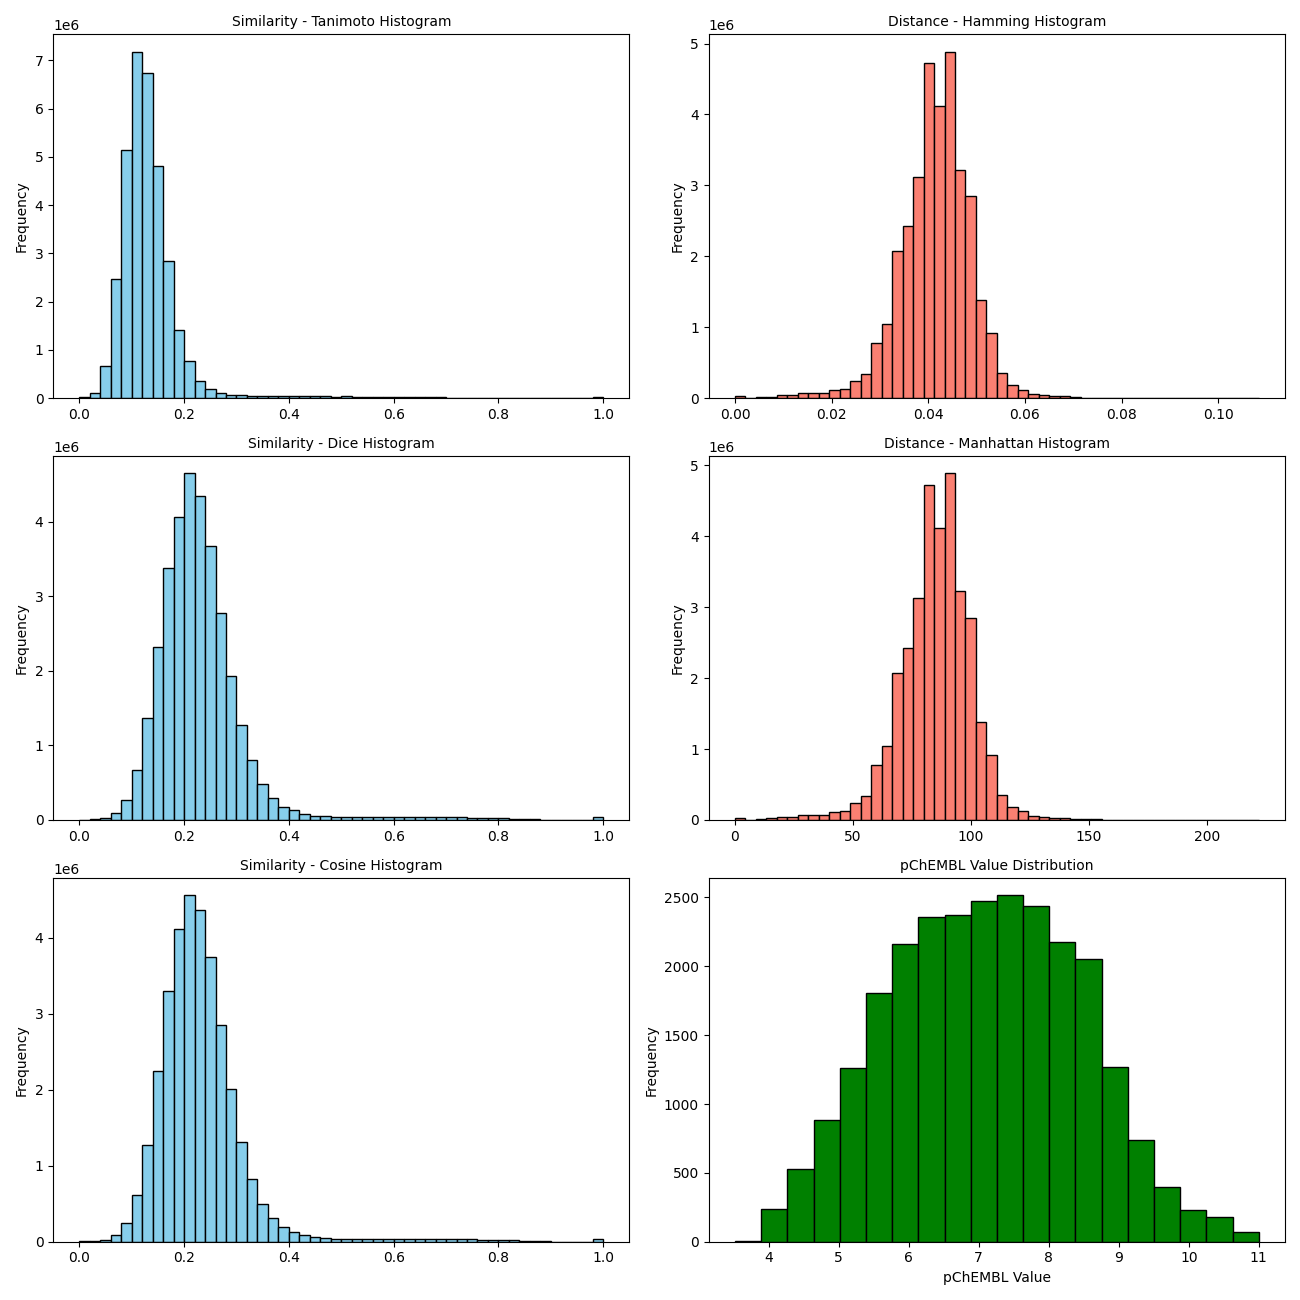 Similarity - Tanimoto Histogram
1e6
Frequency
7
6
5
4
3
2
1
0
0.0 0.2 0.4 0.6 0.8 1.0
Distance - Hamming Histogram
1e6
Frequency
5
4
3
2
1
0
0.00 0.02 0.04 0.06 0.08 0.10
Similarity - Dice Histogram
1e6
Frequency
4
3
2
1
0
0.0 0.2 0.4 0.6 0.8 1.0
Distance - Manhattan Histogram
1e6
Frequency
5
4
3
2
1
0
0 50 100 150 200
Similarity - Cosine Histogram
1e6
Frequency
4
3
2
1
0
0.0 0.2 0.4 0.6 0.8 1.0
pChEMBL Value Distribution
Frequency
2500
2000
1500
1000
500
0
4 5 6 7 8 9 10 11
pChEMBL Value